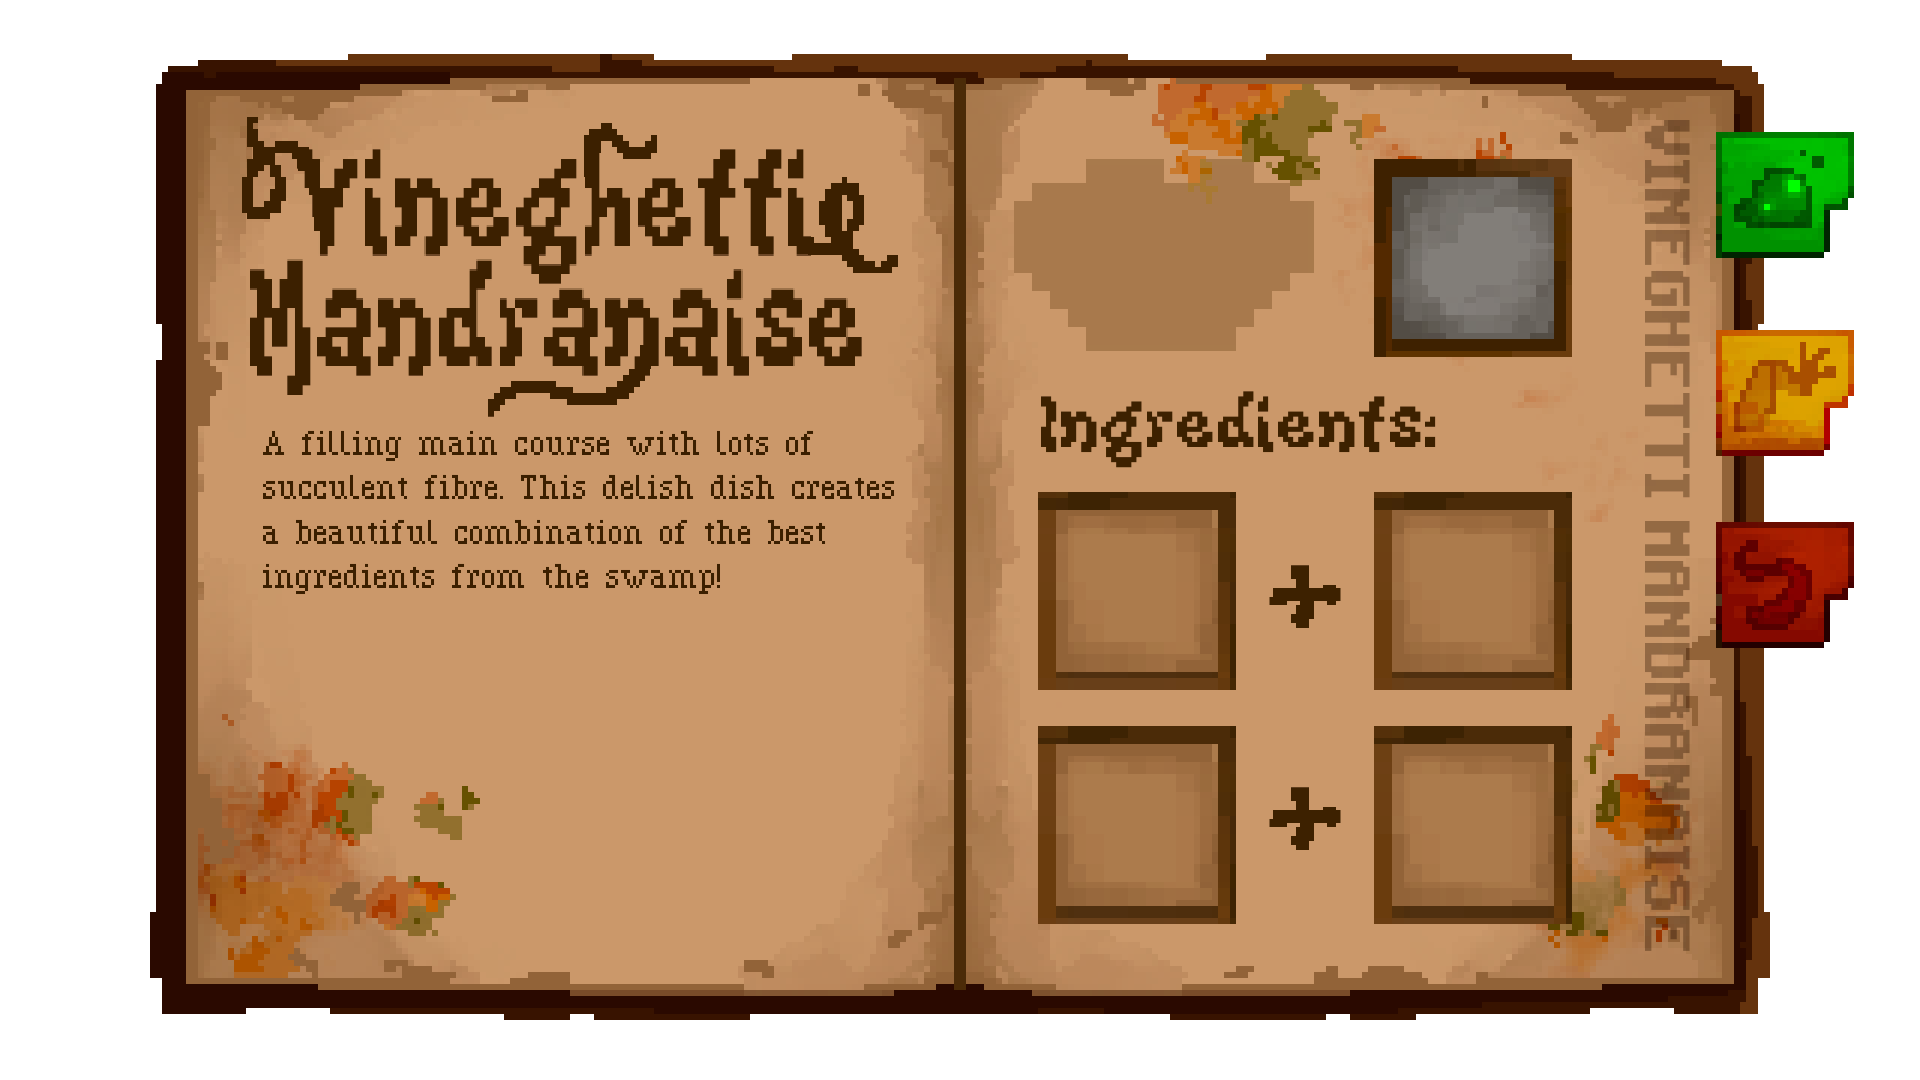 Vineghettie
Mandranaise
A filling main course with lots of
succulent fibre. This delish dish creates
a beautiful combination of the best
ingredients from the swamp!
Ingredients:
+
+
VINEGHETTI MANDRANAISE